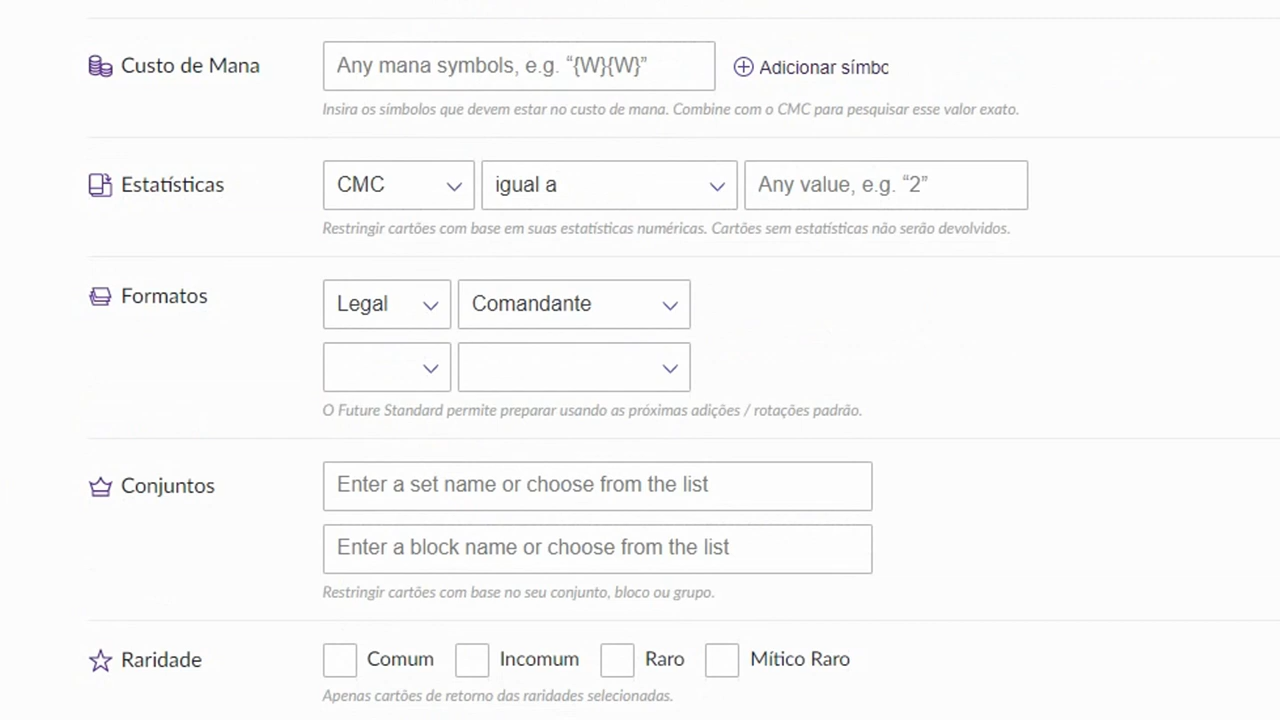 Custo de Mana
Any mana symbols, e.g. “{W}{W}”
Adicionar símbc
Insira os símbolos que devem estar no custo de mana. Combine com o CMC para pesquisar esse valor exato.
Estatísticas
CMC
igual a
Any value, e.g. “2”
Restringir cartões com base em suas estatísticas numéricas. Cartões sem estatísticas não serão devolvidos.
Formatos
Legal
Comandante
O Future Standard permite preparar usando as próximas adições / rotações padrão.
Conjuntos
Enter a set name or choose from the list
Enter a block name or choose from the list
Restringir cartões com base no seu conjunto, bloco ou grupo.
Raridade
Comum
Incomum
Raro
Mítico Raro
Apenas cartões de retorno das raridades selecionadas.